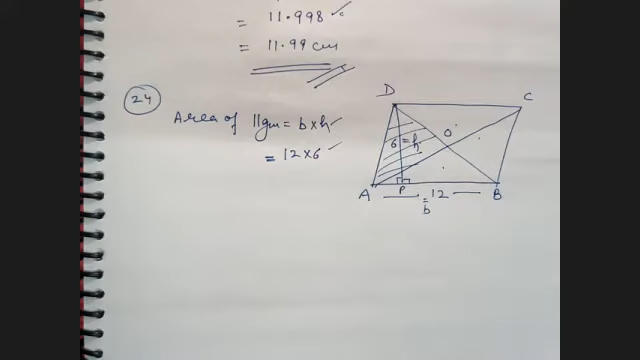 = 11.998
= 11.99 cm
24
Area of ||gm = b x h
= 12 x 6
D
C
O
6 = h
A
P
12
B
= b